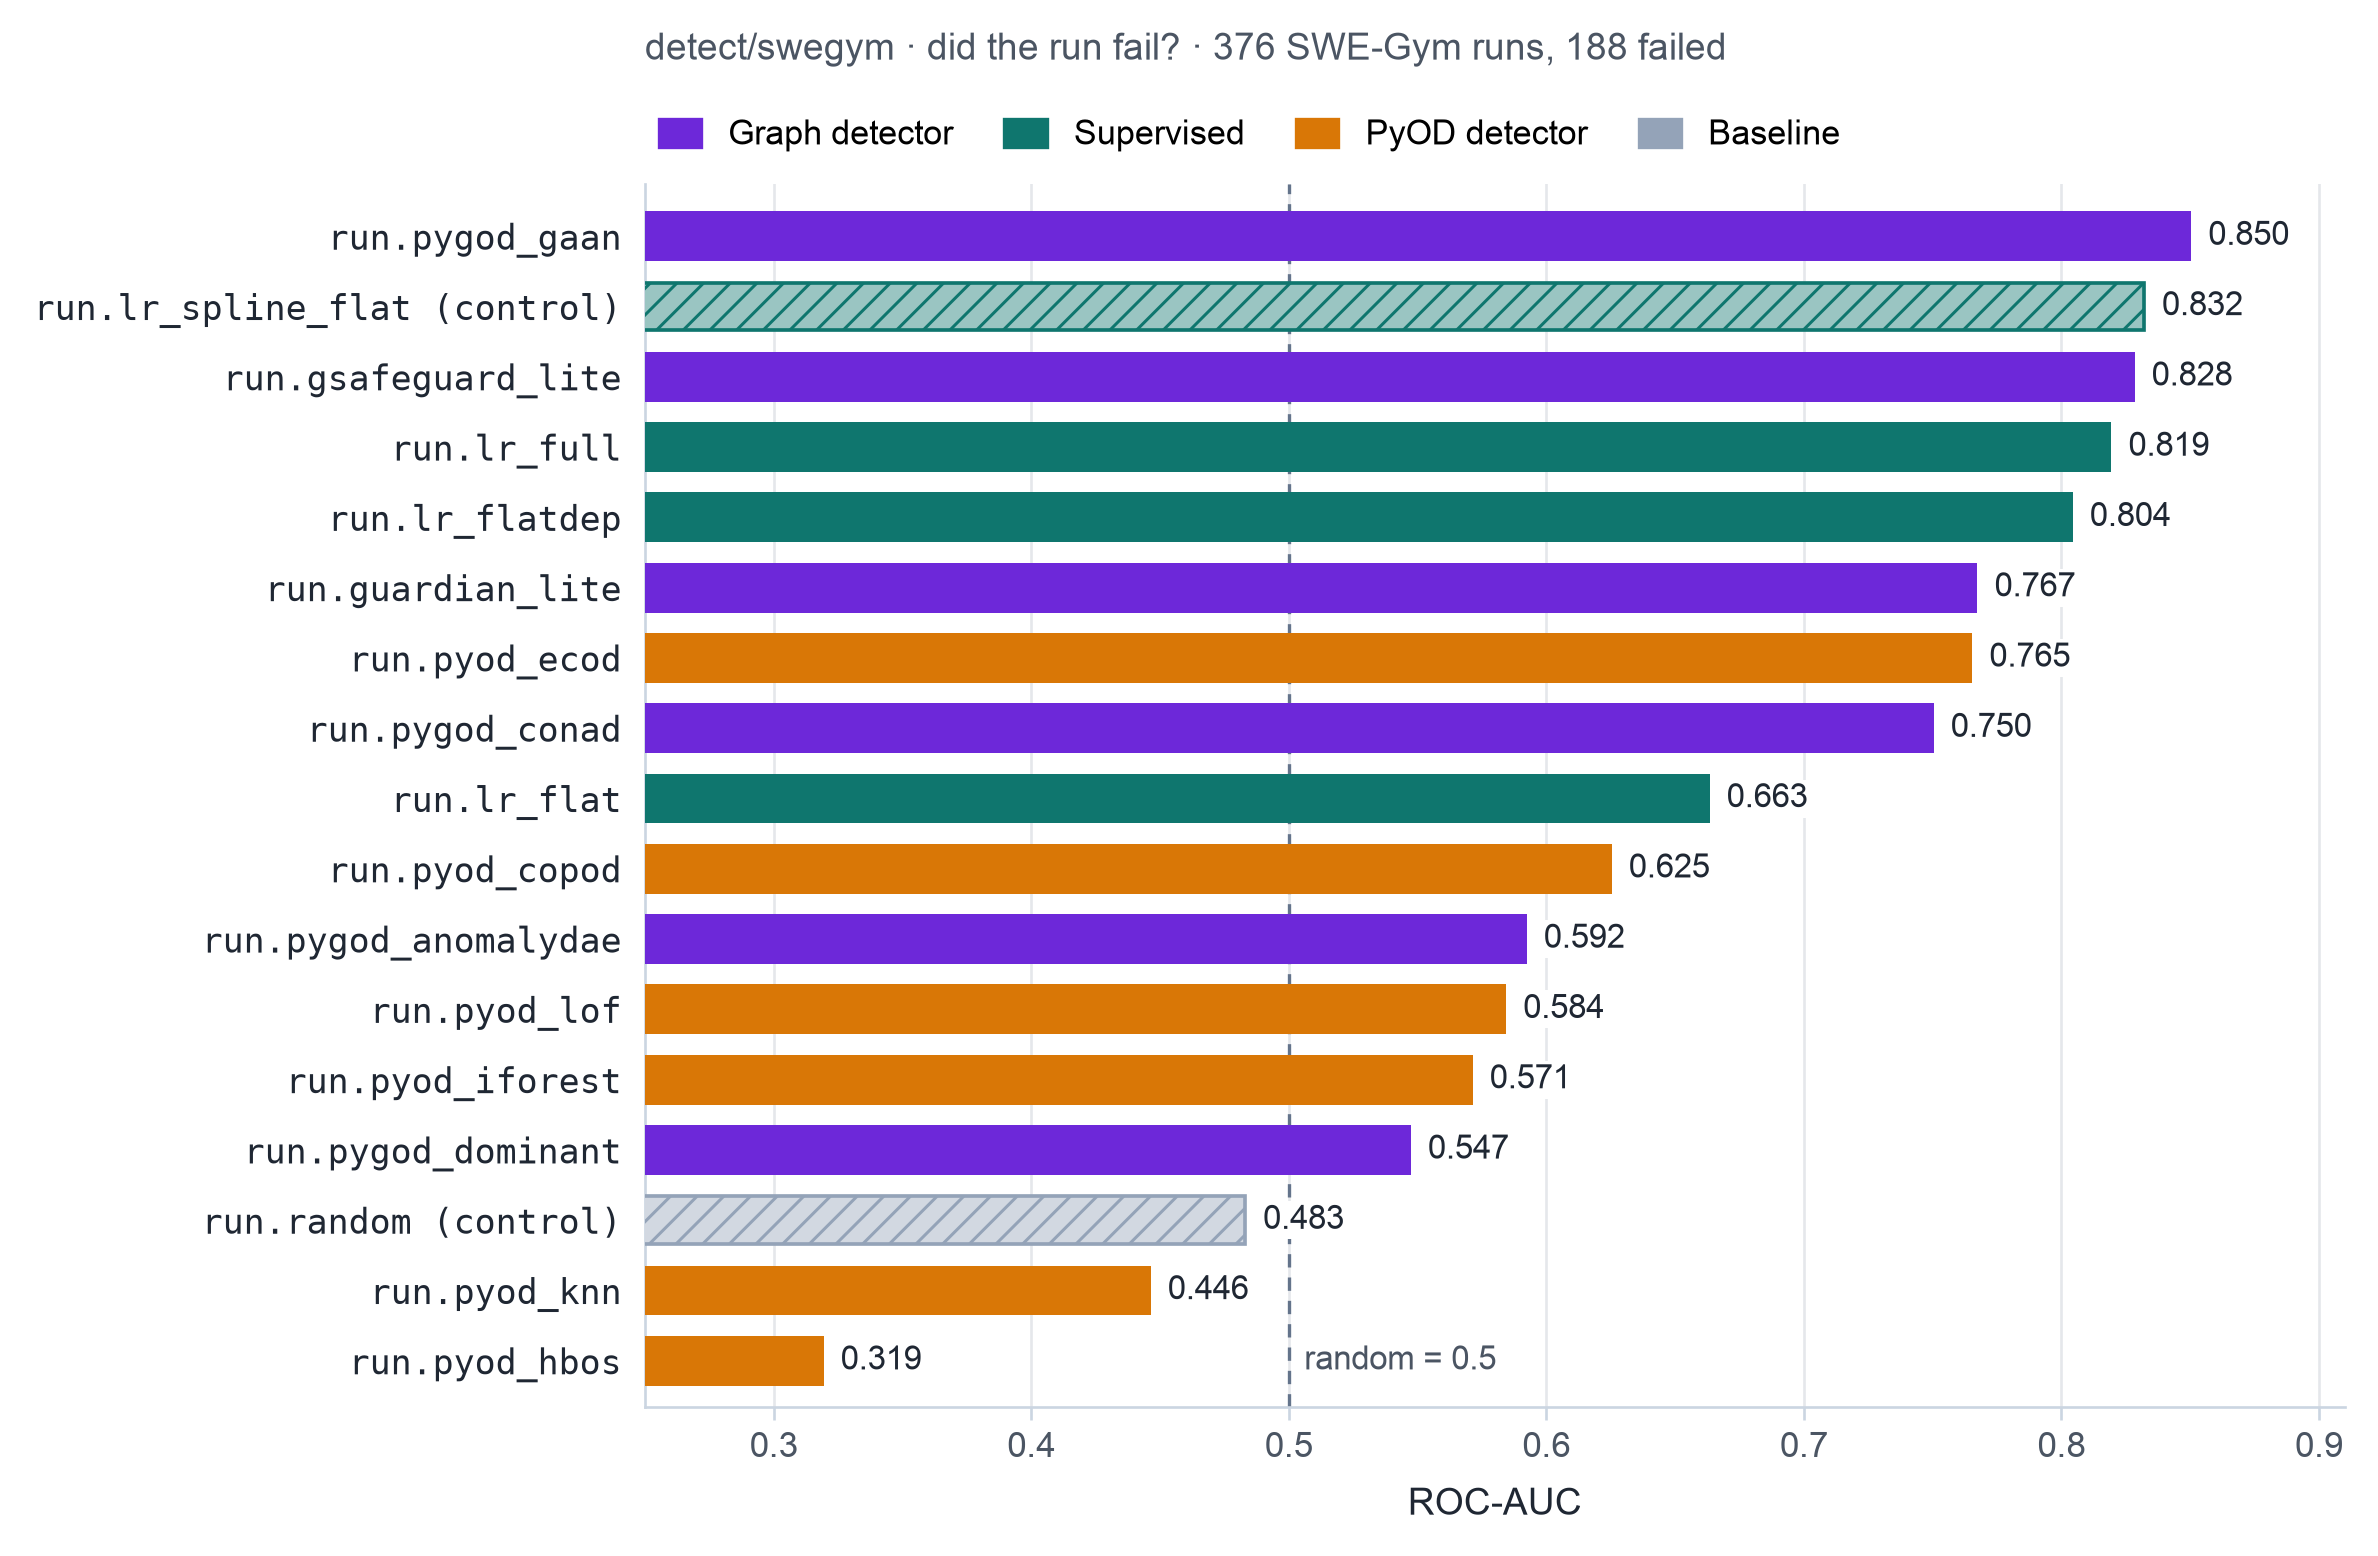 detect/swegym · did the run fail? · 376 SWE-Gym runs, 188 failed
Graph detector Supervised PyOD detector Baseline
run.pygod_gaan 0.850
run.lr_spline_flat (control) 0.832
run.gsafeguard_lite 0.828
run.lr_full 0.819
run.lr_flatdep 0.804
run.guardian_lite 0.767
run.pyod_ecod 0.765
run.pygod_conad 0.750
run.lr_flat 0.663
run.pyod_copod 0.625
run.pygod_anomalydae 0.592
run.pyod_lof 0.584
run.pyod_iforest 0.571
run.pygod_dominant 0.547
run.random (control) 0.483
run.pyod_knn 0.446
run.pyod_hbos 0.319 random = 0.5
0.3 0.4 0.5 0.6 0.7 0.8 0.9
ROC-AUC